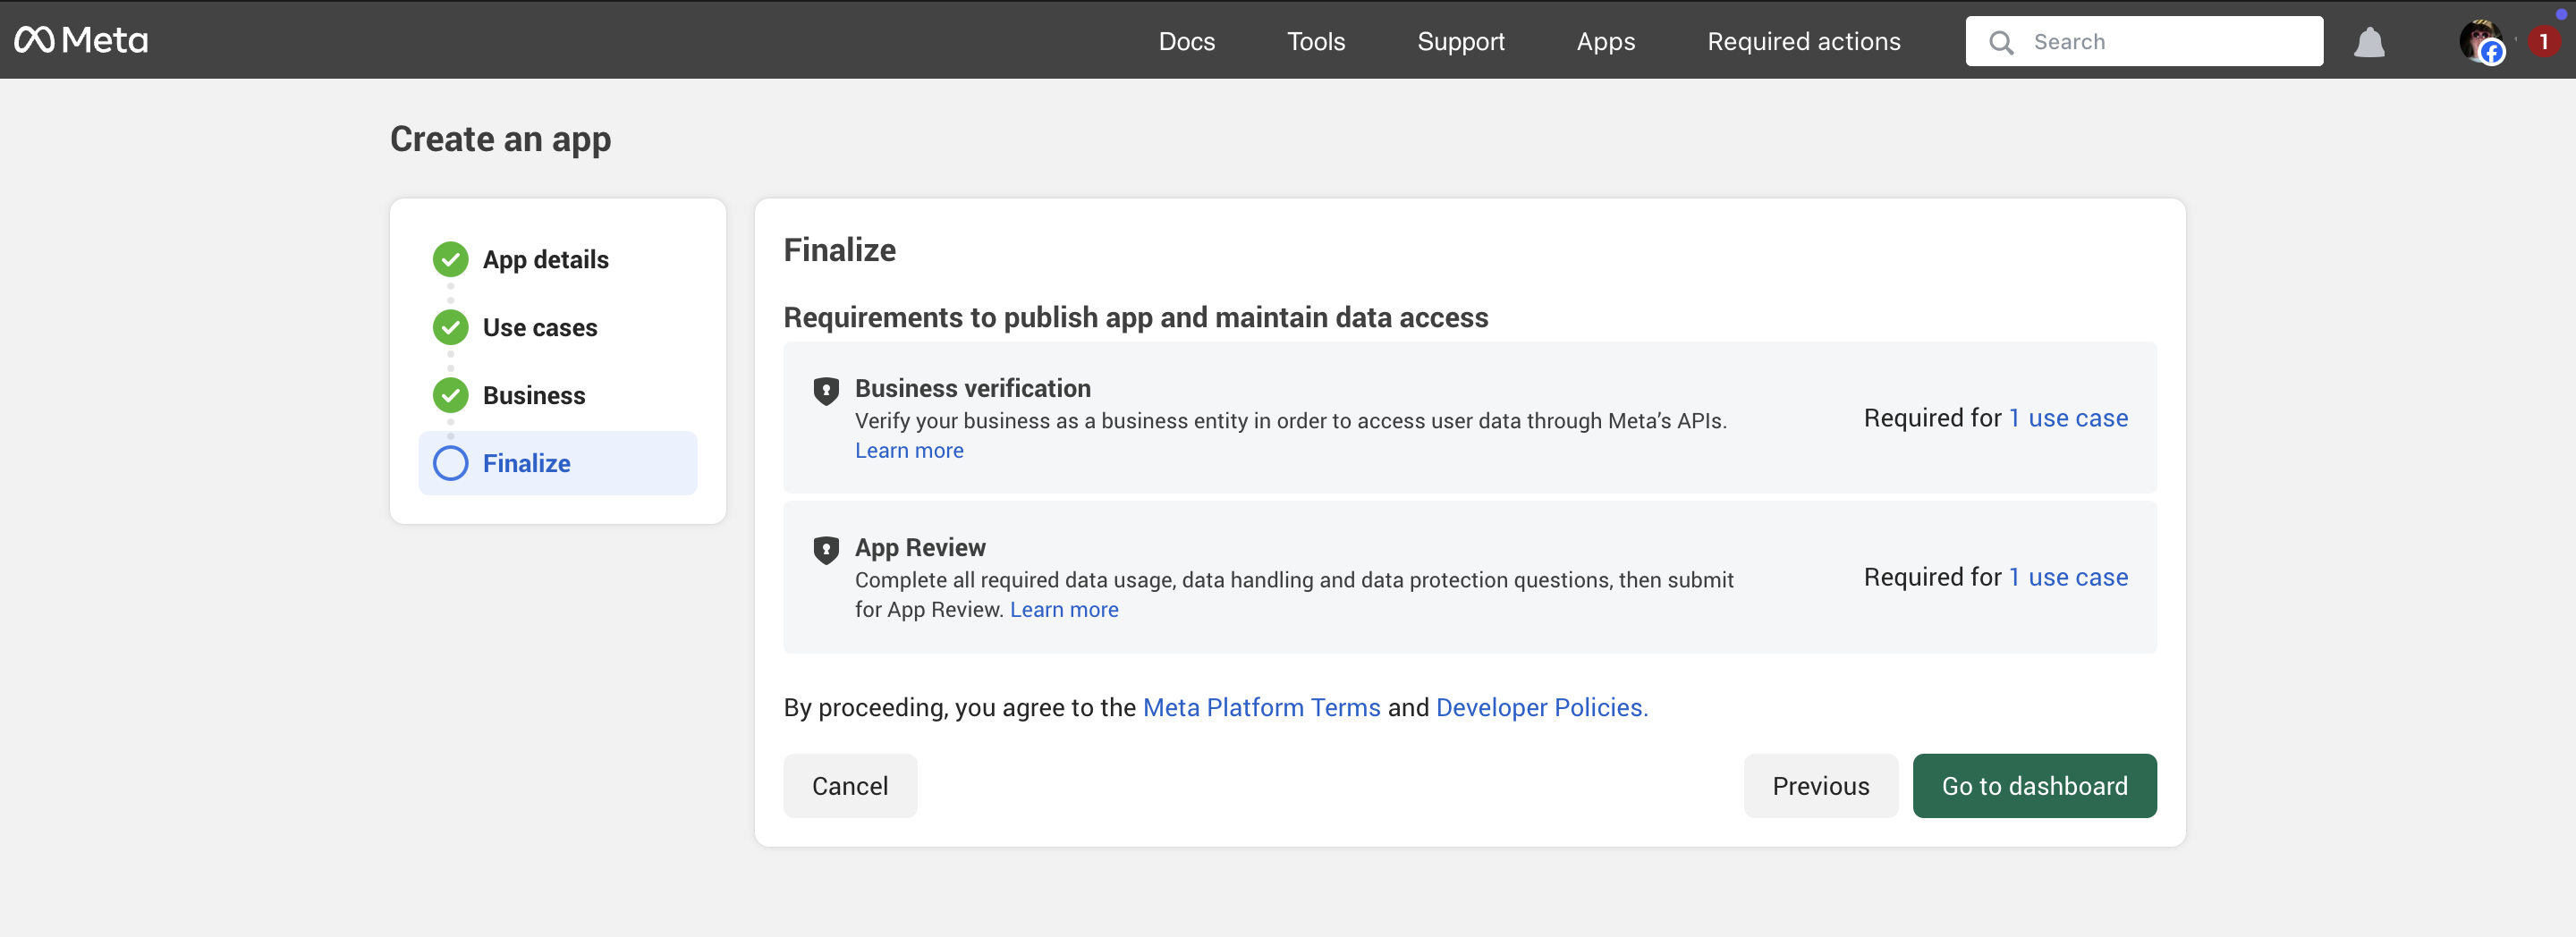 Meta
Docs
Tools
Support
Apps
Required actions
Search
1
Create an app
App details
Use cases
Business
Finalize
Finalize
Requirements to publish app and maintain data access
Business verification
Verify your business as a business entity in order to access user data through Meta’s APIs.
Learn more
Required for 1 use case
App Review
Complete all required data usage, data handling and data protection questions, then submit
for App Review. Learn more
Required for 1 use case
By proceeding, you agree to the Meta Platform Terms and Developer Policies.
Cancel
Previous
Go to dashboard